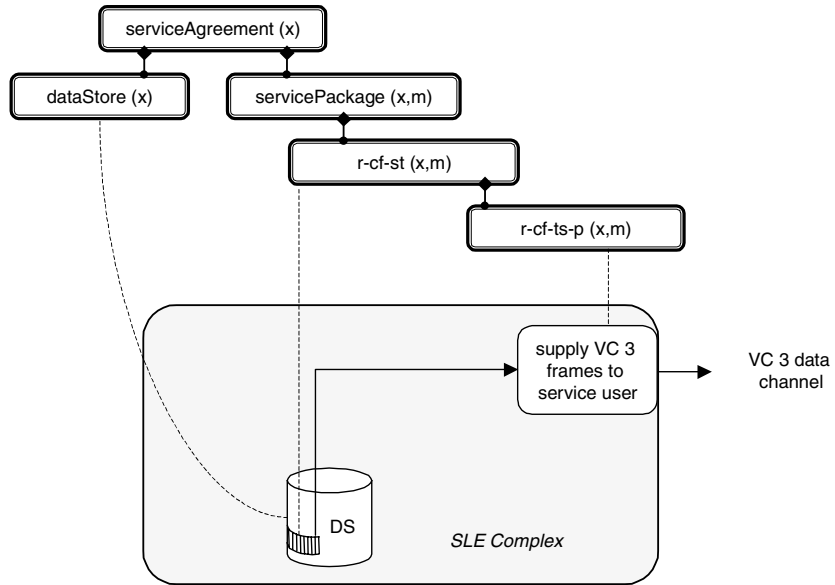 serviceAgreement (x)
dataStore (x)
servicePackage (x,m)
r-cf-st (x,m)
r-cf-ts-p (x,m)
supply VC 3
frames to
service user
VC 3 data
channel
DS
SLE Complex